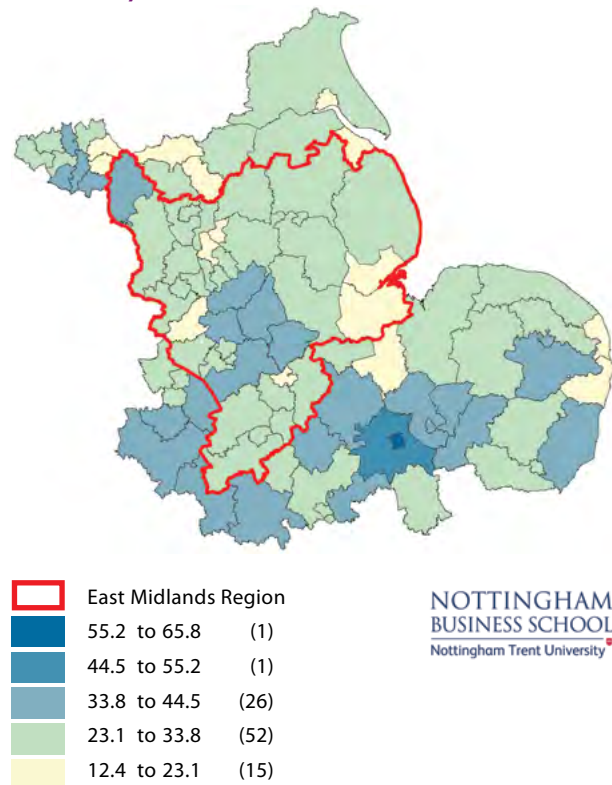 East Midlands Region
55.2 to 65.8 (1)
44.5 to 55.2 (1)
33.8 to 44.5 (26)
23.1 to 33.8 (52)
12.4 to 23.1 (15)
NOTTINGHAM
BUSINESS SCHOOL
Nottingham Trent University